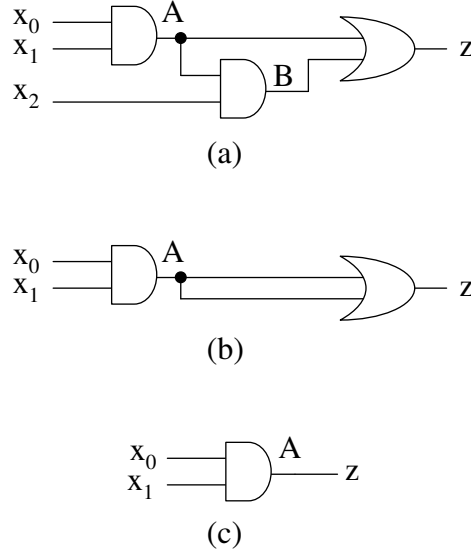 x₀ A
x₁ z
x₂ B
(a)
x₀ A
x₁ z
(b)
x₀ A
x₁ z
(c)